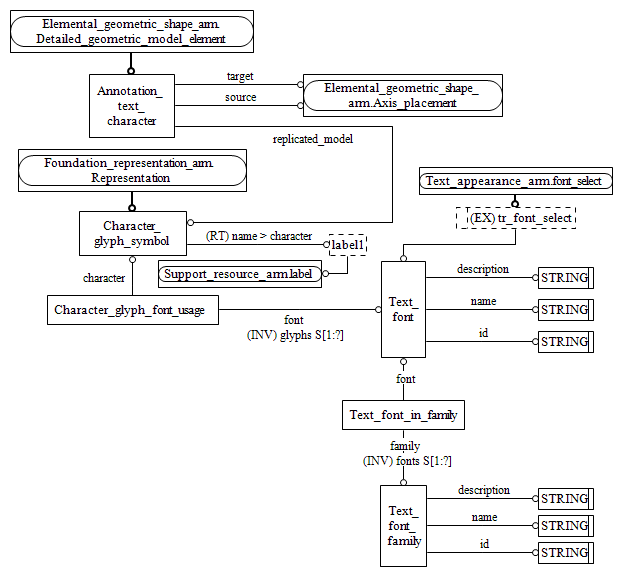 Elemental_geometric_shape_arm.
Detailed_geometric_model_element
Annotation_
text_
character
target
source
Elemental_geometric_shape_
arm.Axis_placement
replicated_model
Foundation_representation_arm.
Representation
Text_appearance_arm.font_select
(EX) tr_font_select
Character_
glyph_symbol
(RT) name > character
label1
Support_resource_arm.label
character
Character_glyph_font_usage
font
(INV) glyphs S[1:?]
Text_
font
description
STRING
name
STRING
id
STRING
font
Text_font_in_family
family
(INV) fonts S[1:?]
Text_
font_
family
description
STRING
name
STRING
id
STRING